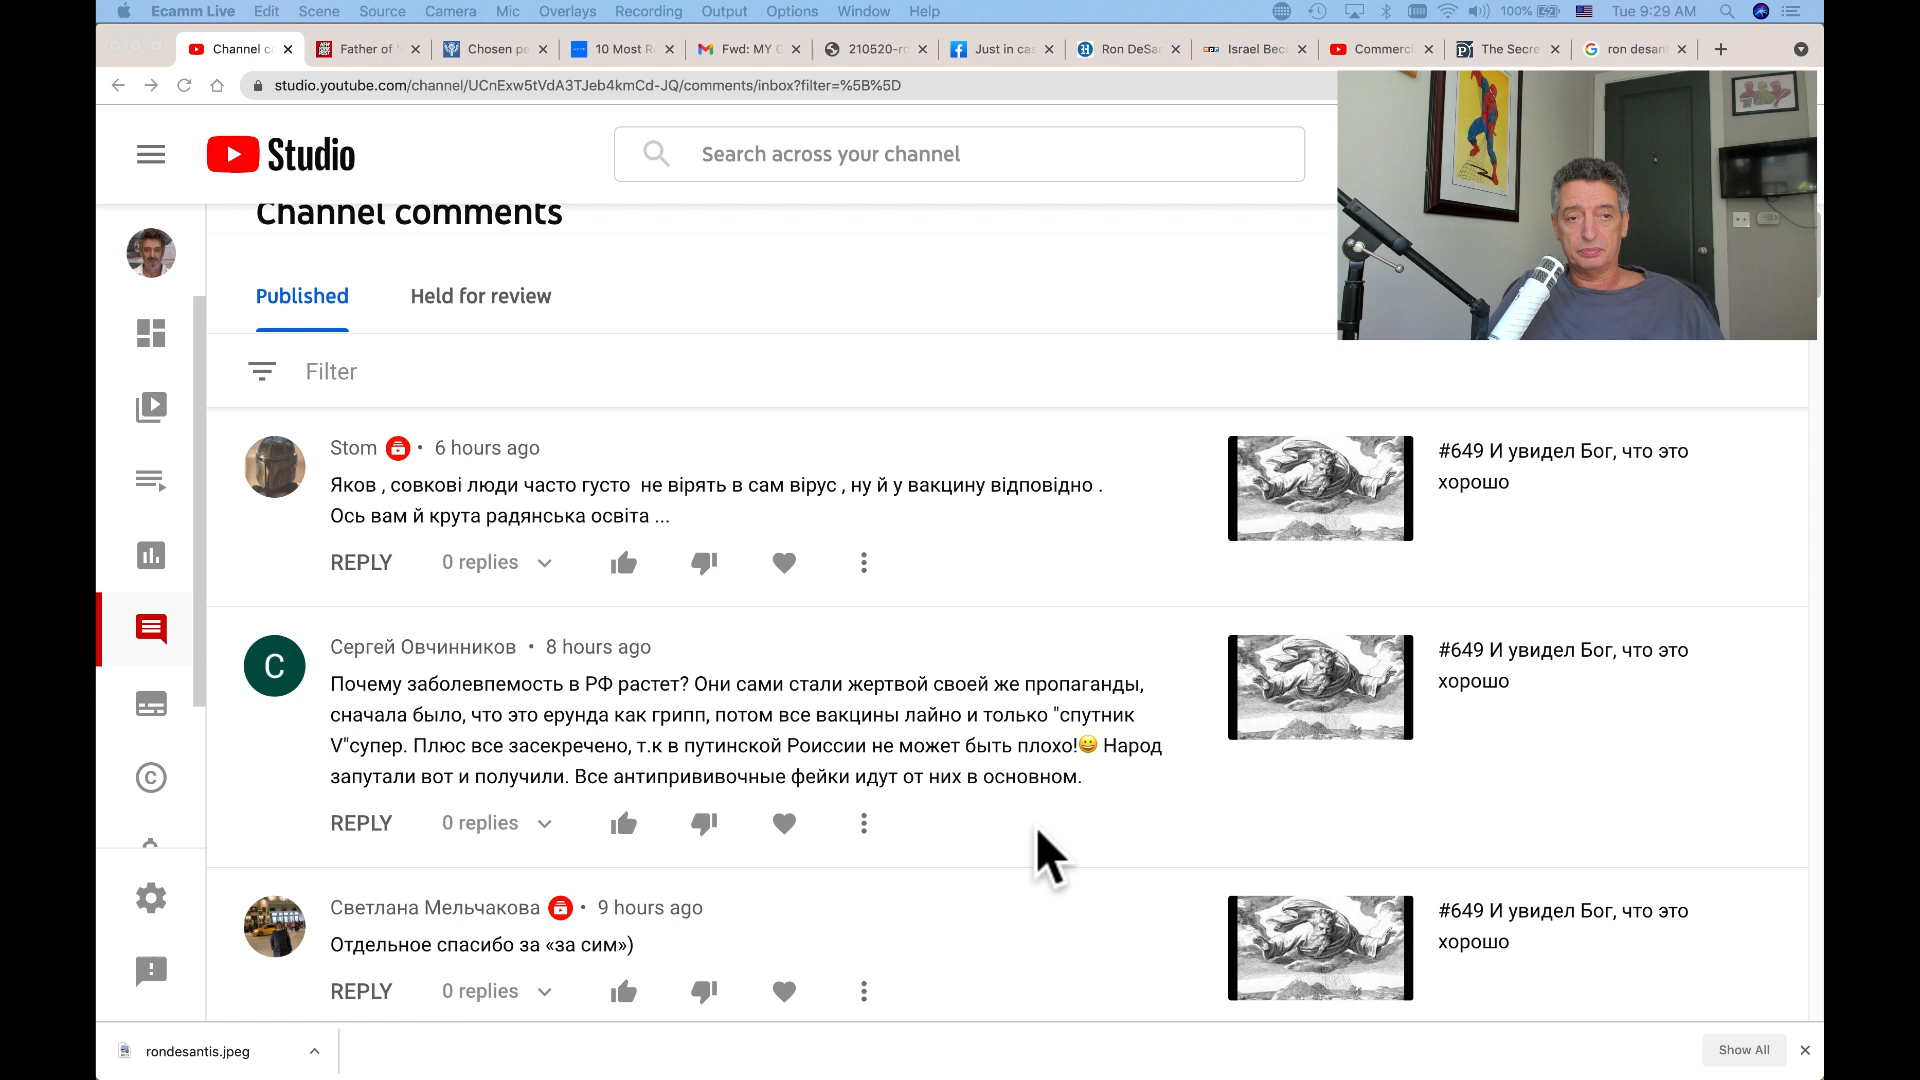 Ecamm Live Edit Scene Source Camera Mic Overlays Recording Output Options Window Help 100% Tue 9:29 AM
Channel c Father of Chosen pe 10 Most R Fwd: MY 210520-ro Just in ca Ron DeSa Israel Bec Commerci The Secre ron desan
studio.youtube.com/channel/UCnExw5tVdA3TJeb4kmCd-JQ/comments/inbox?filter=%5B%5D
Studio
Search across your channel
Channel comments
Published Held for review
Filter
Stom • 6 hours ago
Яков , совкові люди часто густо не вірять в сам вірус , ну й у вакцину відповідно .
Ось вам й крута радянська освіта ...
REPLY 0 replies
#649 И увидел Бог, что это
хорошо
С
Сергей Овчинников • 8 hours ago
Почему заболевпемость в РФ растет? Они сами стали жертвой своей же пропаганды,
сначала было, что это ерунда как грипп, потом все вакцины лайно и только "спутник
V"супер. Плюс все засекречено, т.к в путинской Роиссии не может быть плохо!😀 Народ
запутали вот и получили. Все антипрививочные фейки идут от них в основном.
REPLY 0 replies
#649 И увидел Бог, что это
хорошо
Светлана Мельчакова • 9 hours ago
Отдельное спасибо за «за сим»)
REPLY 0 replies
#649 И увидел Бог, что это
хорошо
rondesantis.jpeg
Show All